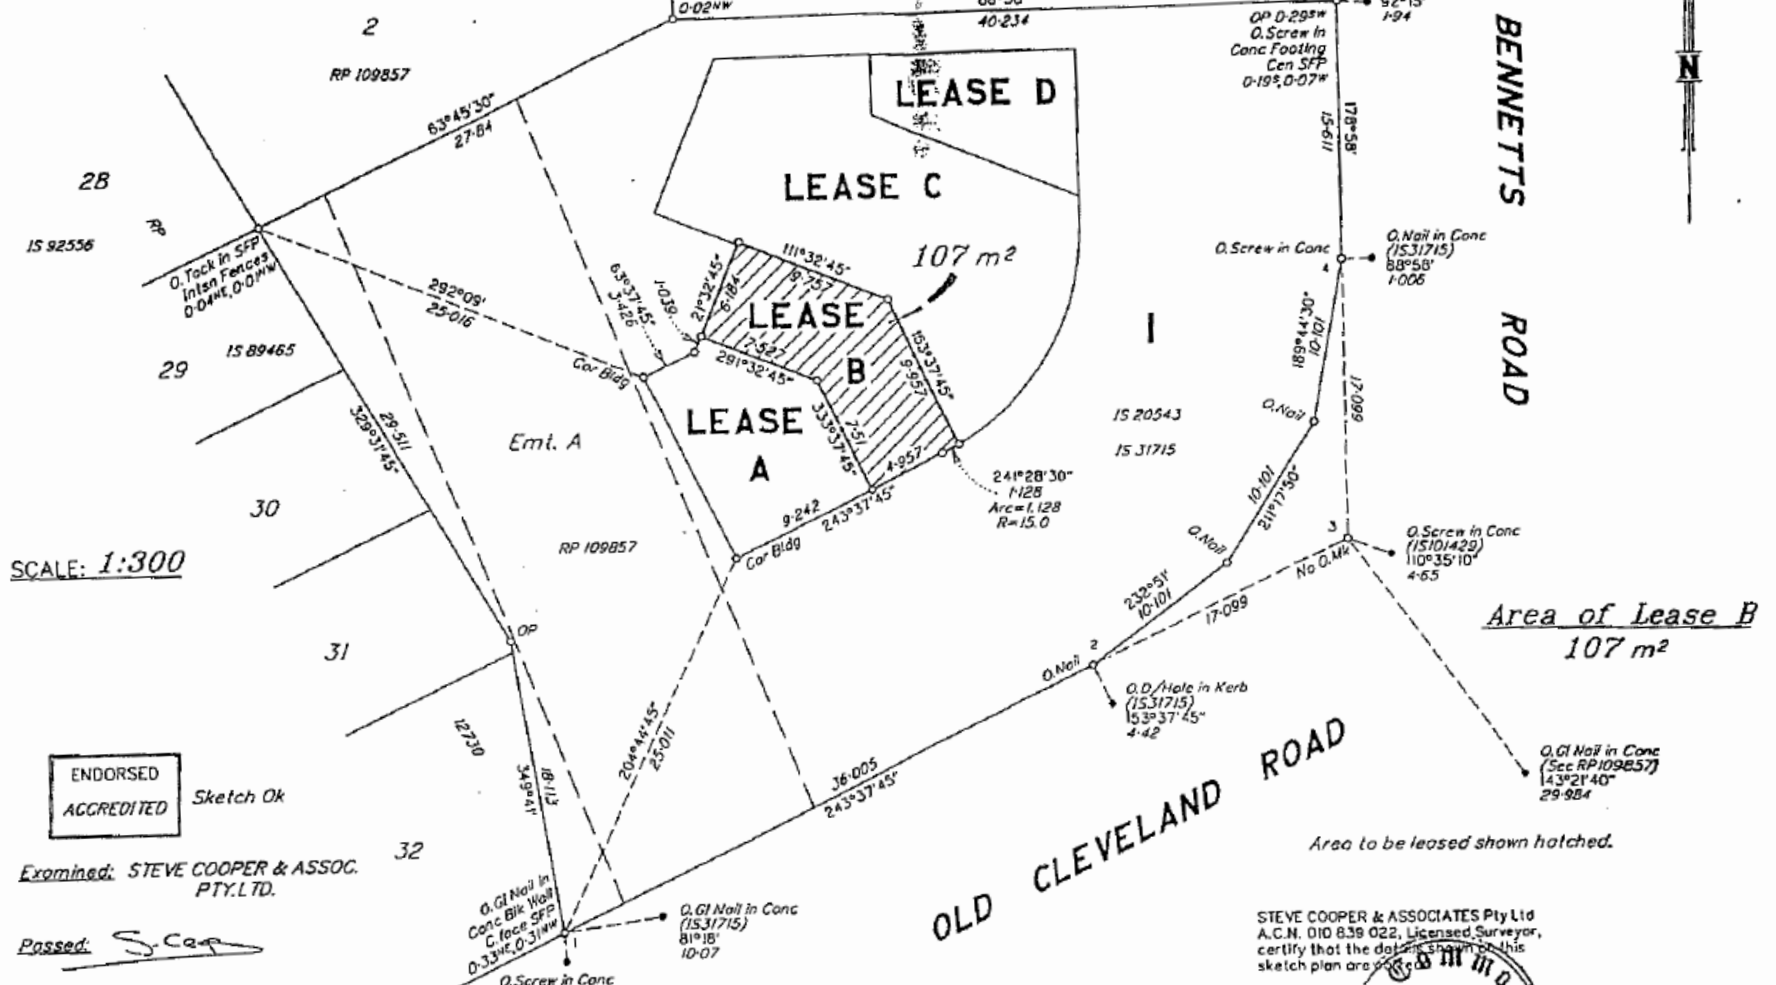 0·02NW
40·234
1·94
2
RP 109857
OP 0·29SW
O.Screw in
Conc Footing
Cen SFP
0·19S,0·07W
BENNETTS
ROAD
N
LEASE D
63°45'30"
27·84
178°58'
15·611
28
RP
IS 92556
LEASE C
O.Tack in SFP
Intsn Fences
0·04NE,0·01NW
107 m²
111°32'45"
9·757
O.Screw in Conc
4
O.Nail in Conc
(IS31715)
88°58'
1·006
292°09'
25·016
63°37'45"
3·426
1·039
21°32'45"
6·184
LEASE
B
7·527
291°32'45"
153°37'45"
9·957
1
189°44'30"
10·101
17·099
IS 89465
29
Cor Bldg
LEASE
A
333°37'45"
7·51
4·957
329°31'45"
29·511
Emt. A
IS 20543
IS 31715
O.Nail
241°28'30"
1·128
Arc=1.128
R=15.0
9·242
243°37'45"
Cor Bldg
10·101
211°17'50"
30
RP 109857
SCALE: 1:300
O.Nail
3
No O.Mk
O.Screw in Conc
(IS101429)
110°35'10"
4·65
232°51'
10·101
17·099
Area of Lease B
107 m²
OP
31
2
O.Nail
O.D/Hole in Kerb
(IS31715)
153°37'45"
4·42
12730
204°44'45"
25·011
O.GI Nail in Conc
(See RP109857)
143°21'40"
29·984
ENDORSED
ACCREDITED
Sketch Ok
349°41'
18·113
36·005
243°37'45"
OLD CLEVELAND ROAD
Area to be leased shown hatched.
32
Examined: STEVE COOPER & ASSOC.
PTY.LTD.
O.GI Nail in
Conc Blk Wall
C.face SFP
0·33NE,0·31NW
O.GI Nail in Conc
(IS31715)
81°18'
10·07
Passed: S.Coop
O.Screw in Conc
STEVE COOPER & ASSOCIATES Pty Ltd
A.C.N. 010 839 022, Licensed Surveyor,
certify that the details shown on this
sketch plan are